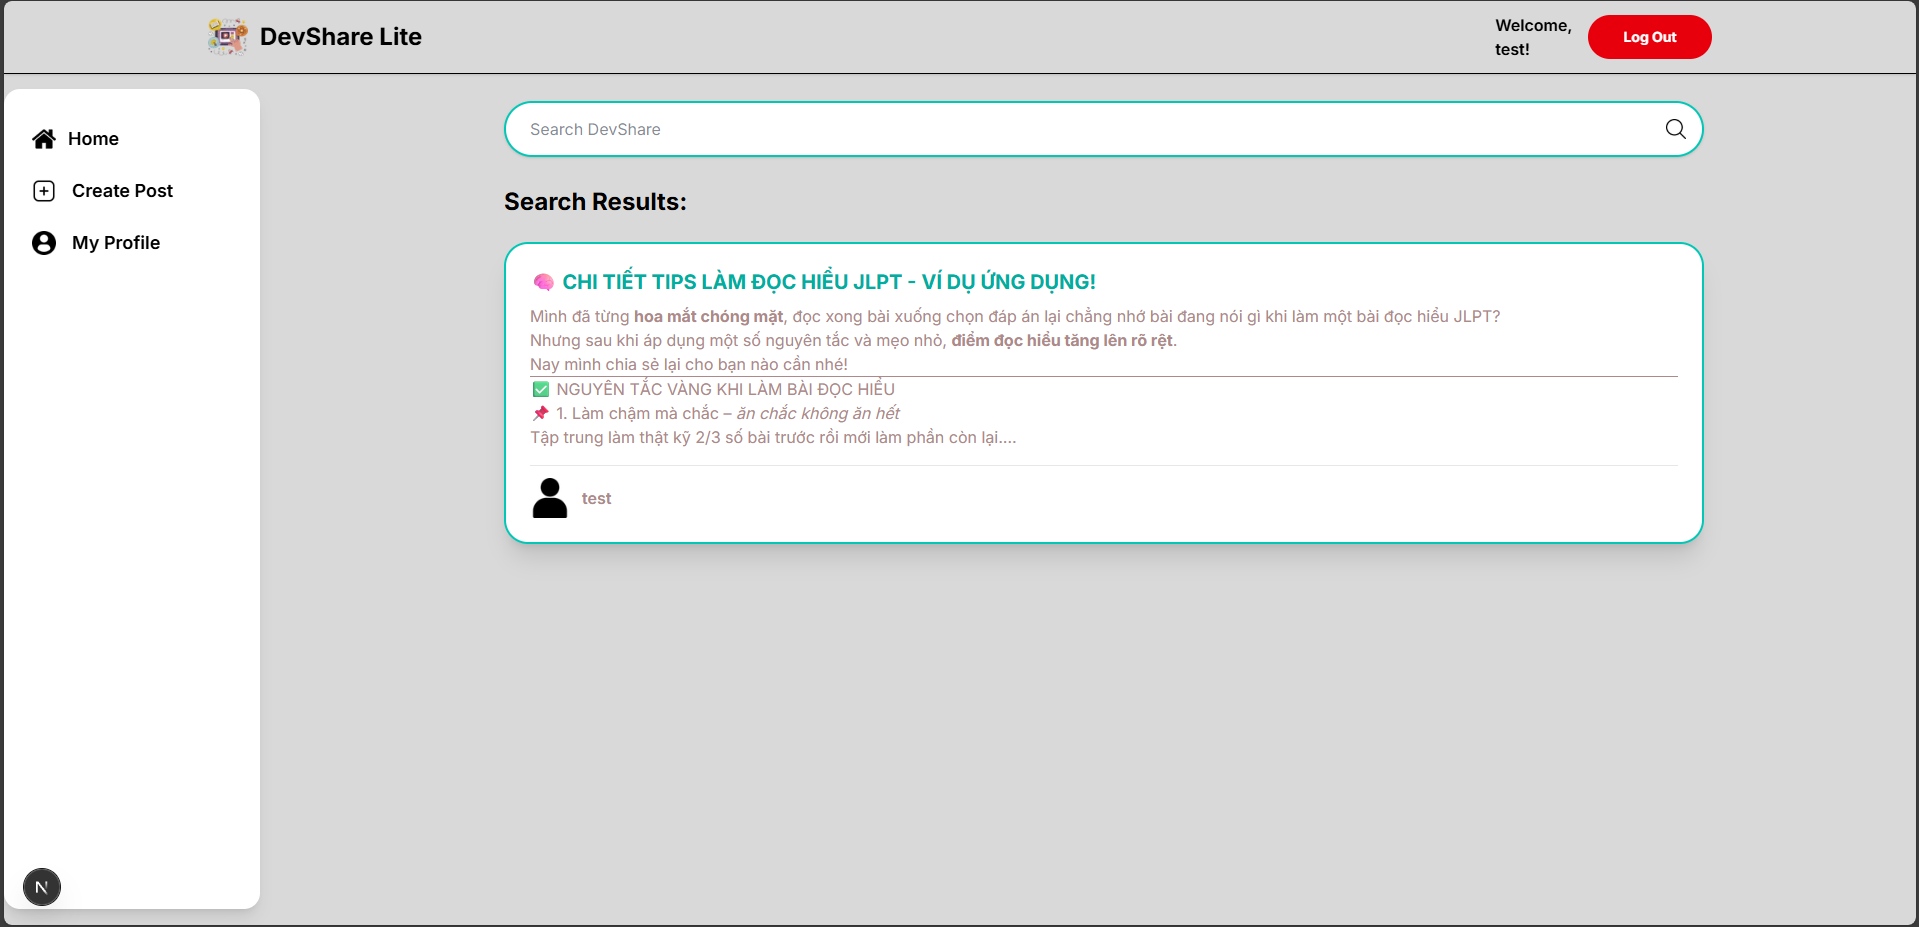 DevShare Lite
Welcome,
test!
Log Out
Home
Create Post
My Profile
Search DevShare
Search Results:
🧠 CHI TIẾT TIPS LÀM ĐỌC HIỂU JLPT - VÍ DỤ ỨNG DỤNG!
Mình đã từng hoa mắt chóng mặt, đọc xong bài xuống chọn đáp án lại chẳng nhớ bài đang nói gì khi làm một bài đọc hiểu JLPT?
Nhưng sau khi áp dụng một số nguyên tắc và mẹo nhỏ, điểm đọc hiểu tăng lên rõ rệt.
Nay mình chia sẻ lại cho bạn nào cần nhé!
✅ NGUYÊN TẮC VÀNG KHI LÀM BÀI ĐỌC HIỂU
📌 1. Làm chậm mà chắc – ăn chắc không ăn hết
Tập trung làm thật kỹ 2/3 số bài trước rồi mới làm phần còn lại....
test
N